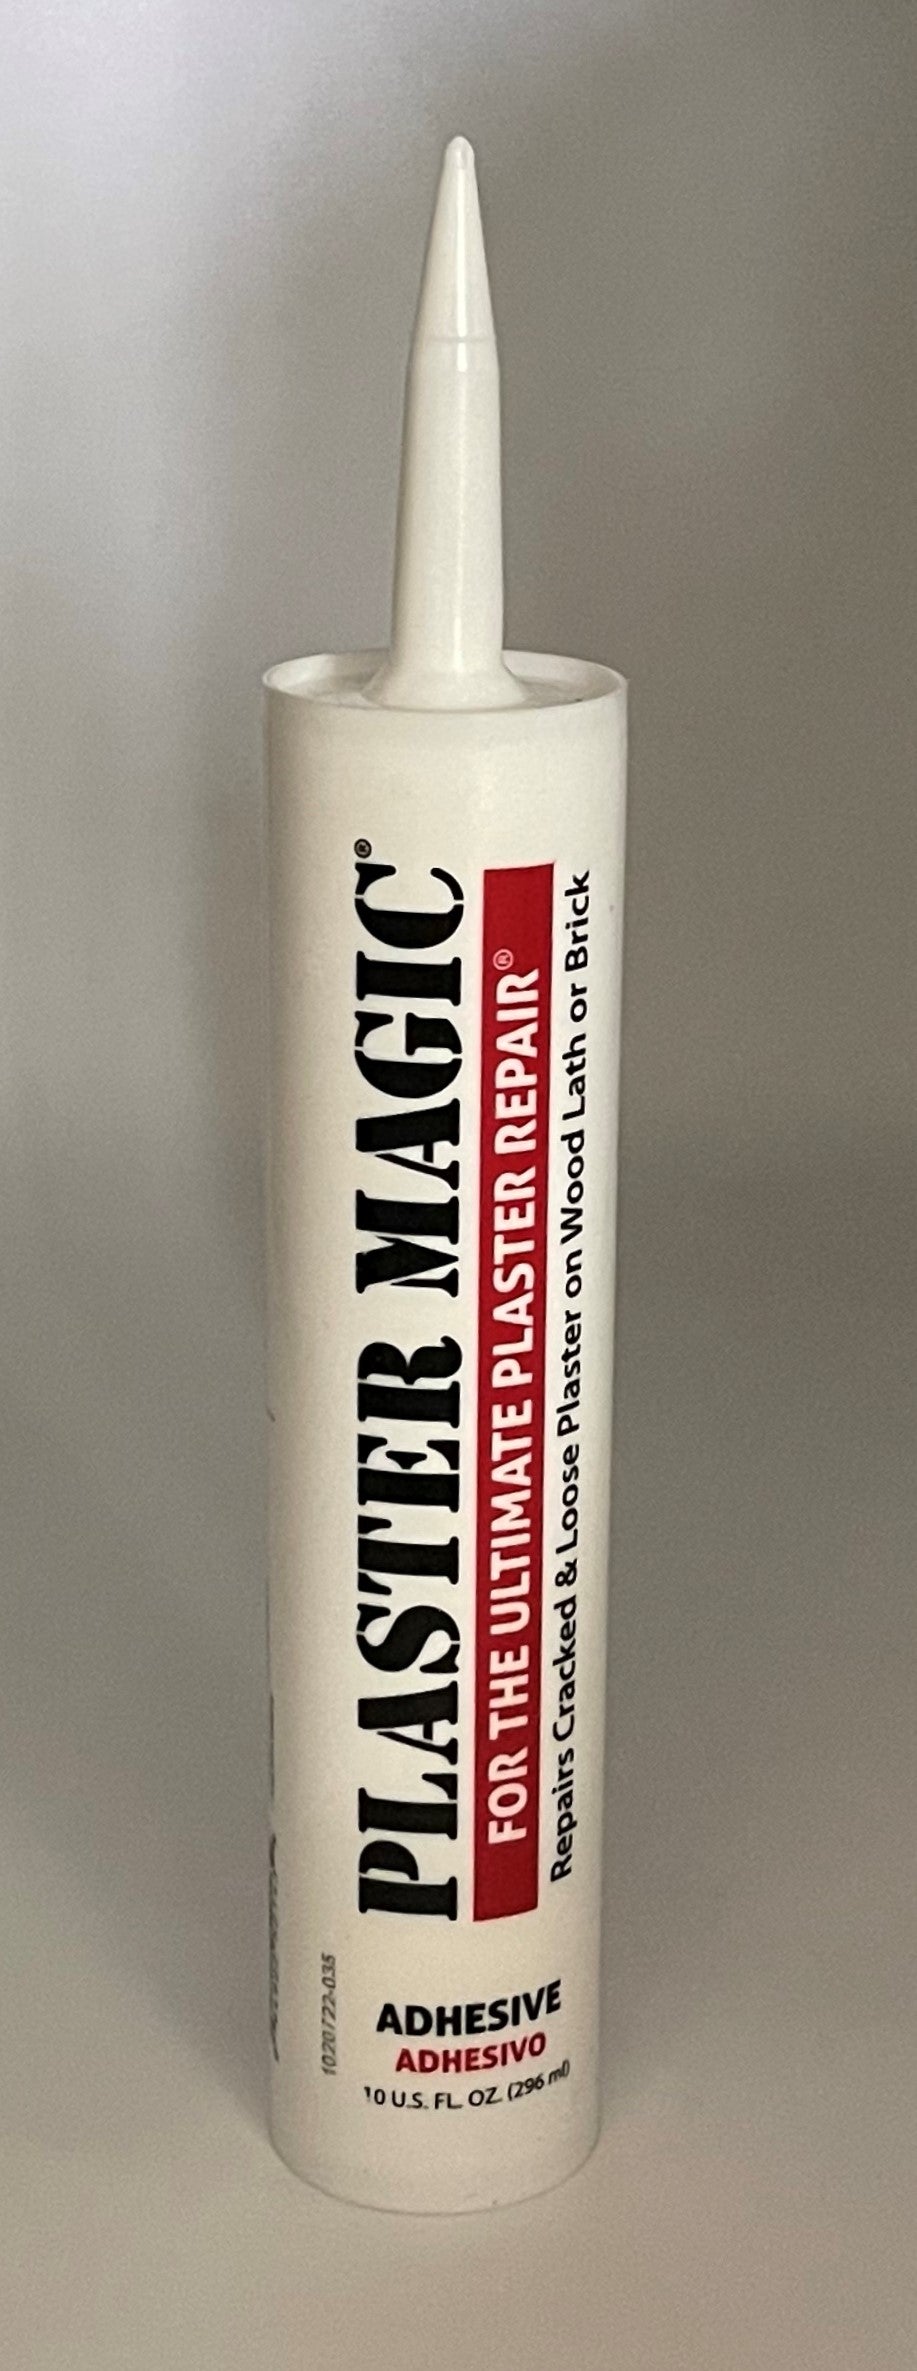 PLASTER MAGIC®
FOR THE ULTIMATE PLASTER REPAIR®
Repairs Cracked & Loose Plaster on Wood Lath or Brick
1020722-035
ADHESIVE
ADHESIVO
10 U.S. FL. OZ. (296 ml)